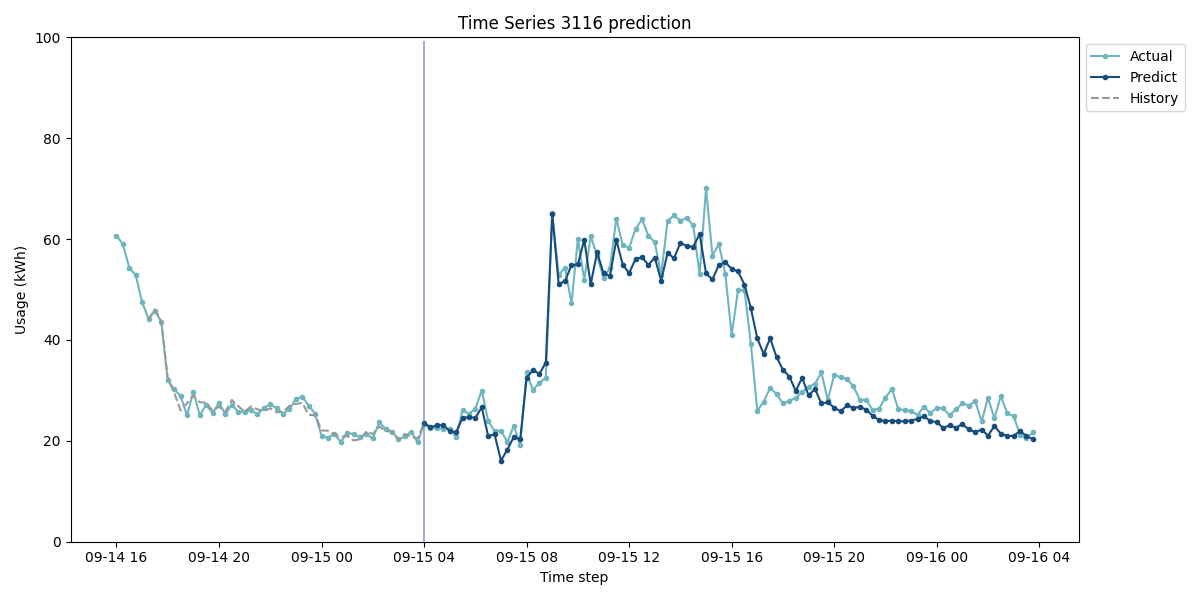 Time Series 3116 prediction
100
80
60
40
20
0
Usage (kWh)
09-14 16
09-14 20
09-15 00
09-15 04
09-15 08
09-15 12
09-15 16
09-15 20
09-16 00
09-16 04
Time step
Actual
Predict
History